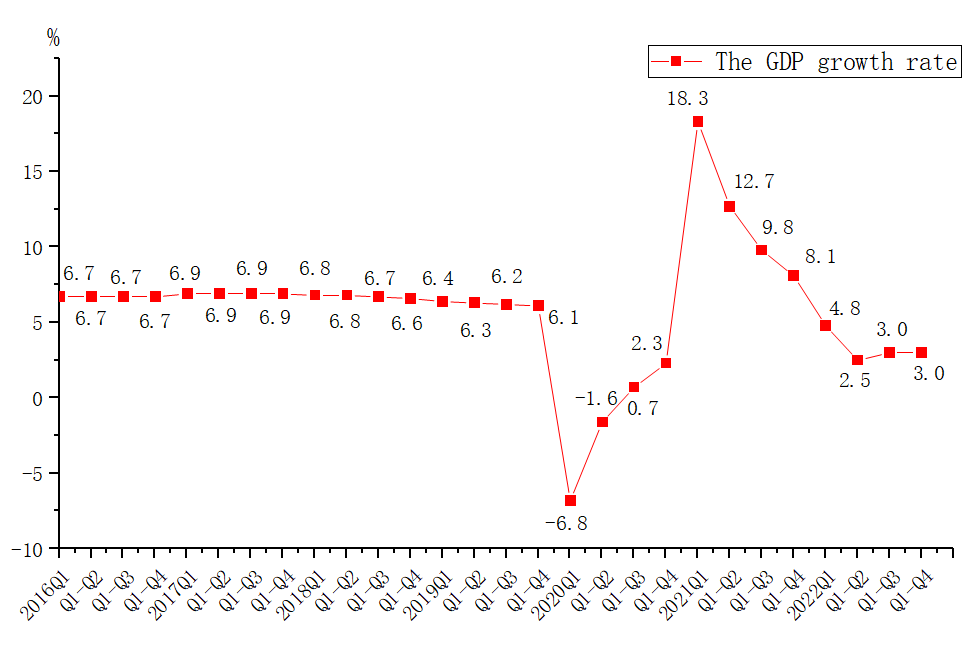 %
The GDP growth rate
20
15
10
5
0
-5
-10
6.7
6.7
6.7
6.7
6.9
6.9
6.9
6.9
6.8
6.8
6.7
6.6
6.4
6.3
6.2
6.1
-6.8
-1.6
0.7
2.3
18.3
12.7
9.8
8.1
4.8
2.5
3.0
3.0
2016Q1
Q1-Q2
Q1-Q3
Q1-Q4
2017Q1
Q1-Q2
Q1-Q3
Q1-Q4
2018Q1
Q1-Q2
Q1-Q3
Q1-Q4
2019Q1
Q1-Q2
Q1-Q3
Q1-Q4
2020Q1
Q1-Q2
Q1-Q3
Q1-Q4
2021Q1
Q1-Q2
Q1-Q3
Q1-Q4
2022Q1
Q1-Q2
Q1-Q3
Q1-Q4